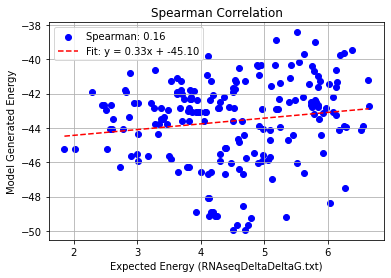 Spearman Correlation
Spearman: 0.16
Fit: y = 0.33x + -45.10
Model Generated Energy
−38
−40
−42
−44
−46
−48
−50
2
3
4
5
6
Expected Energy (RNAseqDeltaDeltaG.txt)